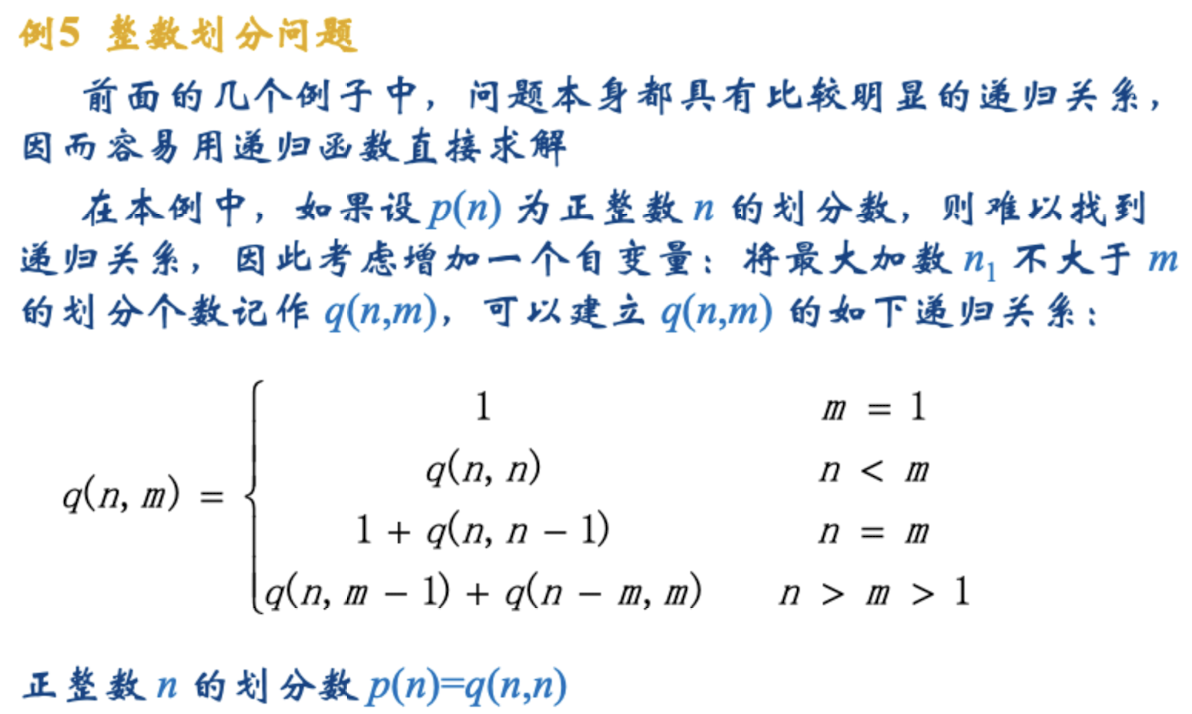 例5 整数划分问题
前面的几个例子中，问题本身都具有比较明显的递归关系，
因而容易用递归函数直接求解
在本例中，如果设 p(n) 为正整数 n 的划分数，则难以找到
递归关系，因此考虑增加一个自变量：将最大加数 n₁ 不大于 m
的划分个数记作 q(n,m)，可以建立 q(n,m) 的如下递归关系：
1 m = 1
q(n, n) n < m
q(n, m) =
1 + q(n, n − 1) n = m
q(n, m − 1) + q(n − m, m) n > m > 1
正整数 n 的划分数 p(n)=q(n,n)